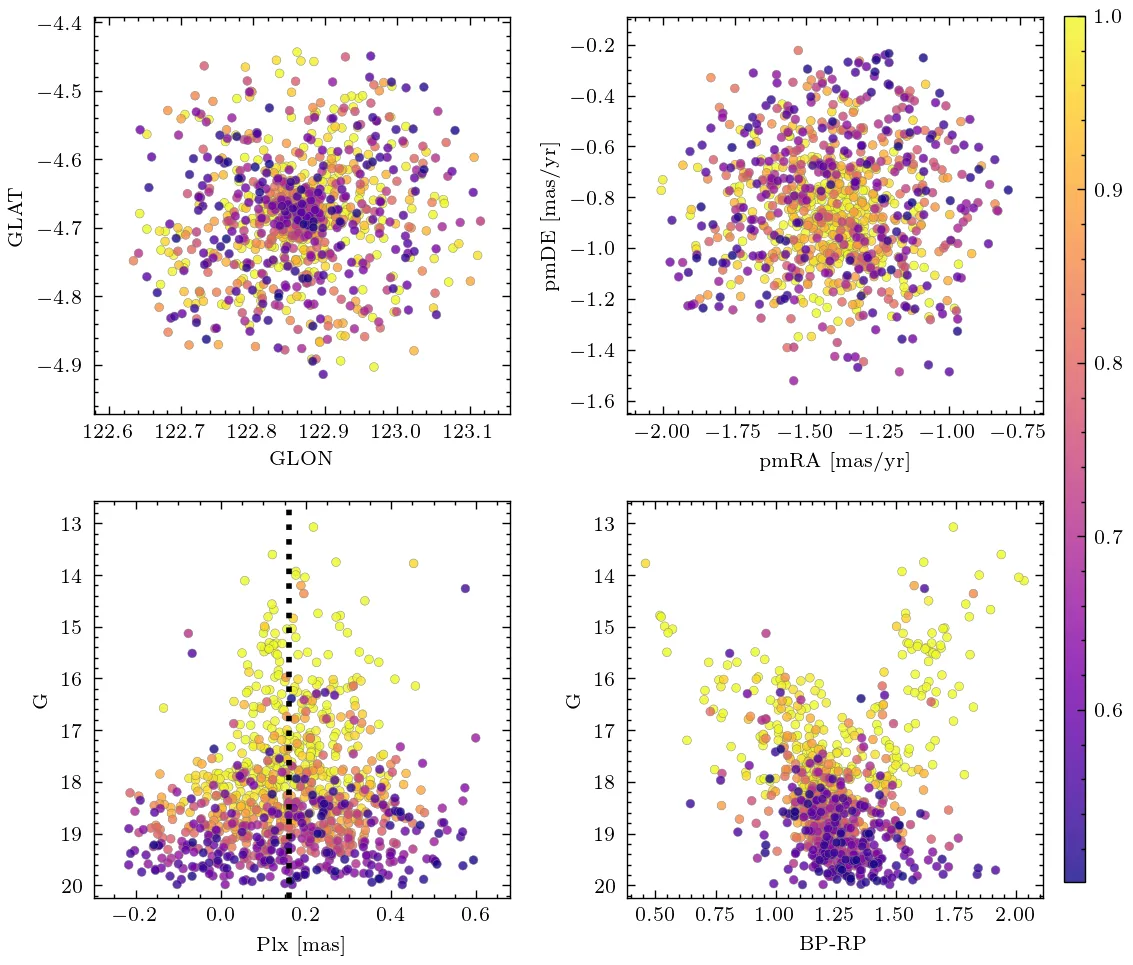 −4.4
−4.5
−4.6
−4.7
−4.8
−4.9
GLAT
122.6 122.7 122.8 122.9 123.0 123.1
GLON
−0.2
−0.4
−0.6
−0.8
−1.0
−1.2
−1.4
−1.6
pmDE [mas/yr]
−2.00 −1.75 −1.50 −1.25 −1.00 −0.75
pmRA [mas/yr]
13
14
15
16
17
18
19
20
G
−0.2 0.0 0.2 0.4 0.6
Plx [mas]
13
14
15
16
17
18
19
20
G
0.50 0.75 1.00 1.25 1.50 1.75 2.00
BP-RP
1.0
0.9
0.8
0.7
0.6